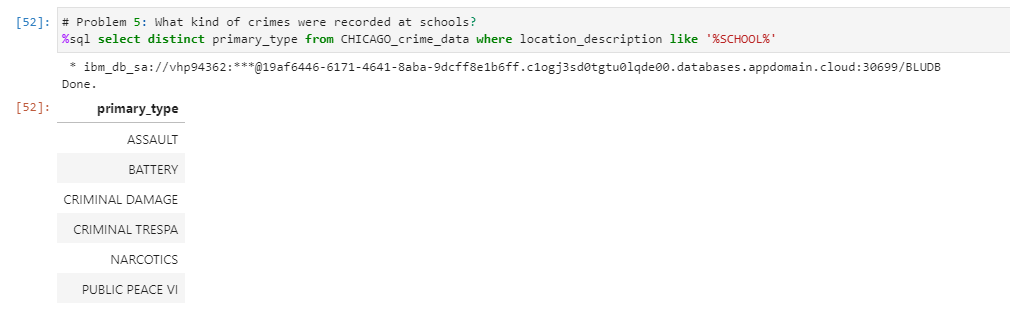 [52]: # Problem 5: What kind of crimes were recorded at schools?
%sql select distinct primary_type from CHICAGO_crime_data where location_description like '%SCHOOL%'
* ibm_db_sa://vhp94362:***@19af6446-6171-4641-8aba-9dcff8e1b6ff.c1ogj3sd0tgtu0lqde00.databases.appdomain.cloud:30699/BLUDB
Done.
[52]: primary_type
ASSAULT
BATTERY
CRIMINAL DAMAGE
CRIMINAL TRESPA
NARCOTICS
PUBLIC PEACE VI